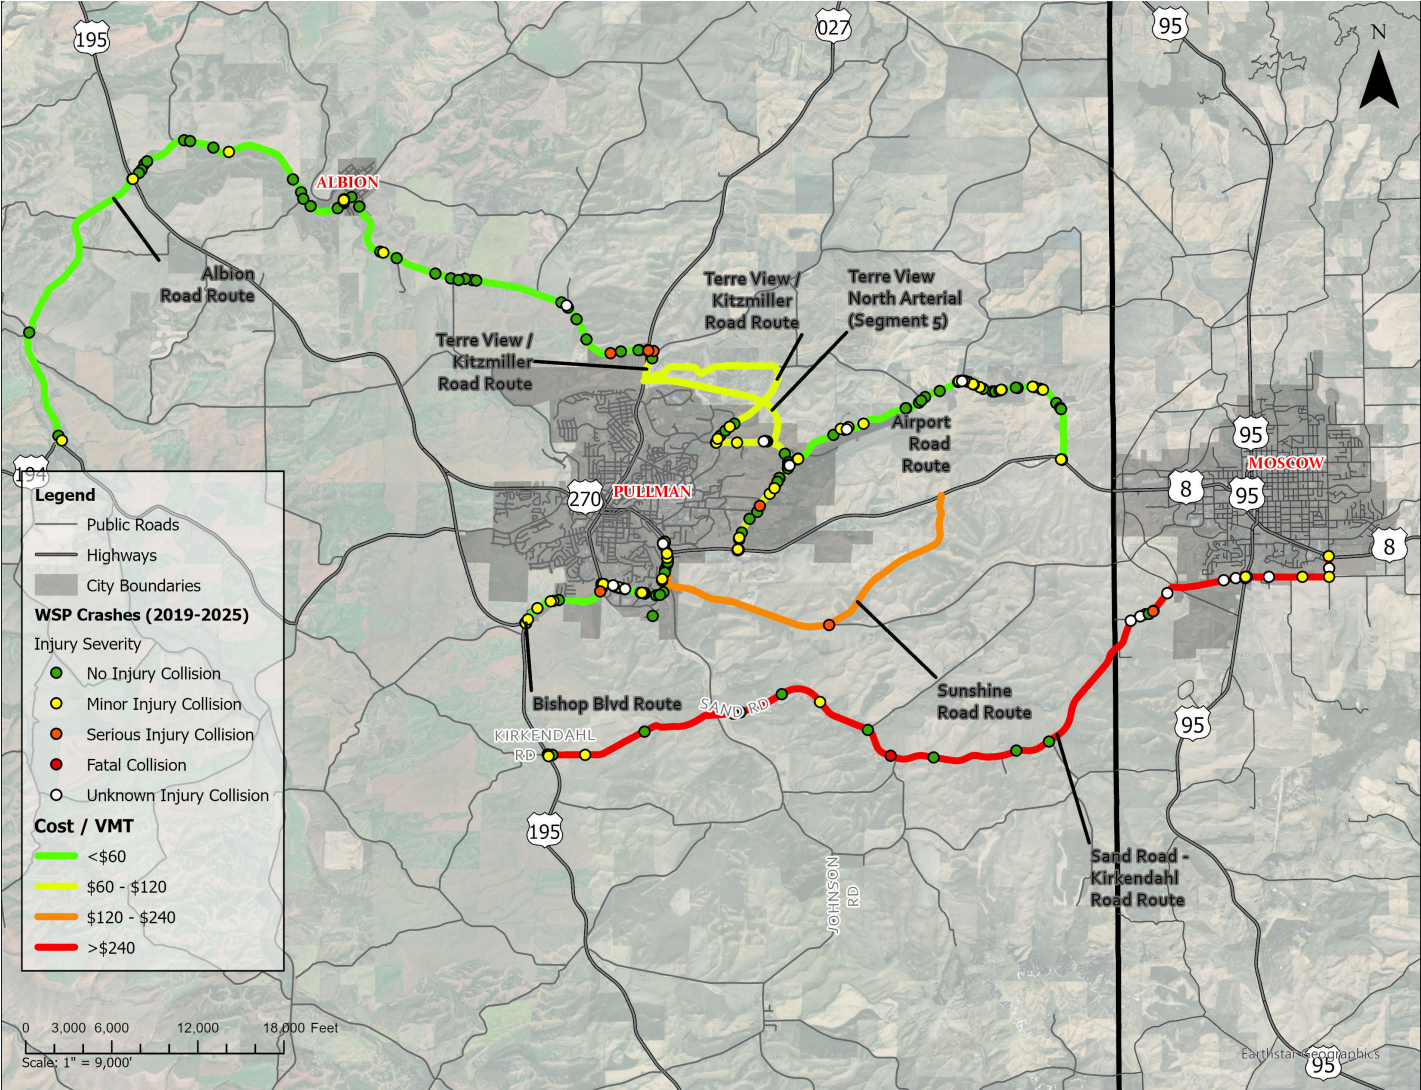 195
027
95
N
ALBION
Albion
Road Route
Terre View /
Kitzmiller
Road Route
Terre View
North Arterial
(Segment 5)
Terre View /
Kitzmiller
Road Route
Airport
Road
Route
95
MOSCOW
194
270
PULLMAN
8
95
8
Legend
Public Roads
Highways
City Boundaries
WSP Crashes (2019-2025)
Injury Severity
No Injury Collision
Minor Injury Collision
Serious Injury Collision
Fatal Collision
Unknown Injury Collision
Cost / VMT
<$60
$60 - $120
$120 - $240
>$240
Bishop Blvd Route
Sunshine
Road Route
SAND RD
KIRKENDAHL
RD
95
195
Sand Road -
Kirkendahl
Road Route
JOHNSON
RD
0 3,000 6,000 12,000 18,000 Feet
Scale: 1" = 9,000'
Earthstar Geographics
95